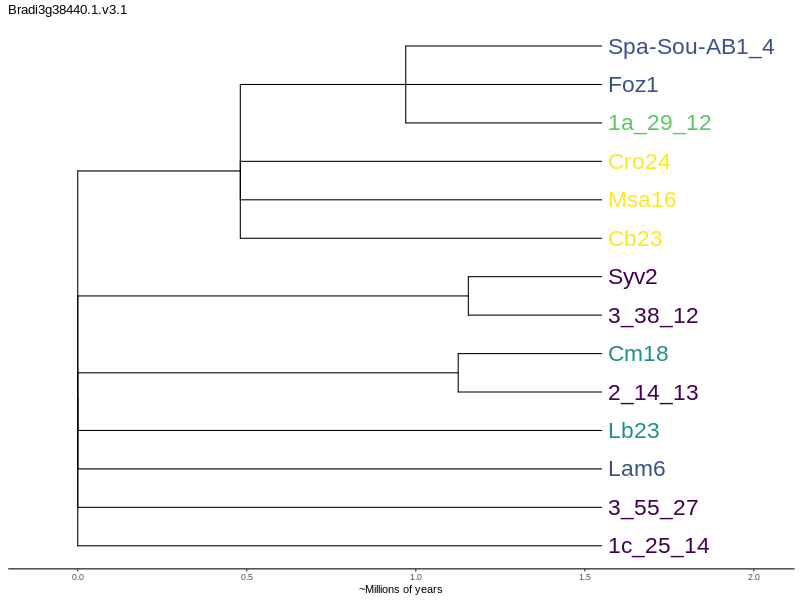 Bradi3g38440.1.v3.1
Spa-Sou-AB1_4
Foz1
1a_29_12
Cro24
Msa16
Cb23
Syv2
3_38_12
Cm18
2_14_13
Lb23
Lam6
3_55_27
1c_25_14
0.0 0.5 1.0 1.5 2.0
~Millions of years